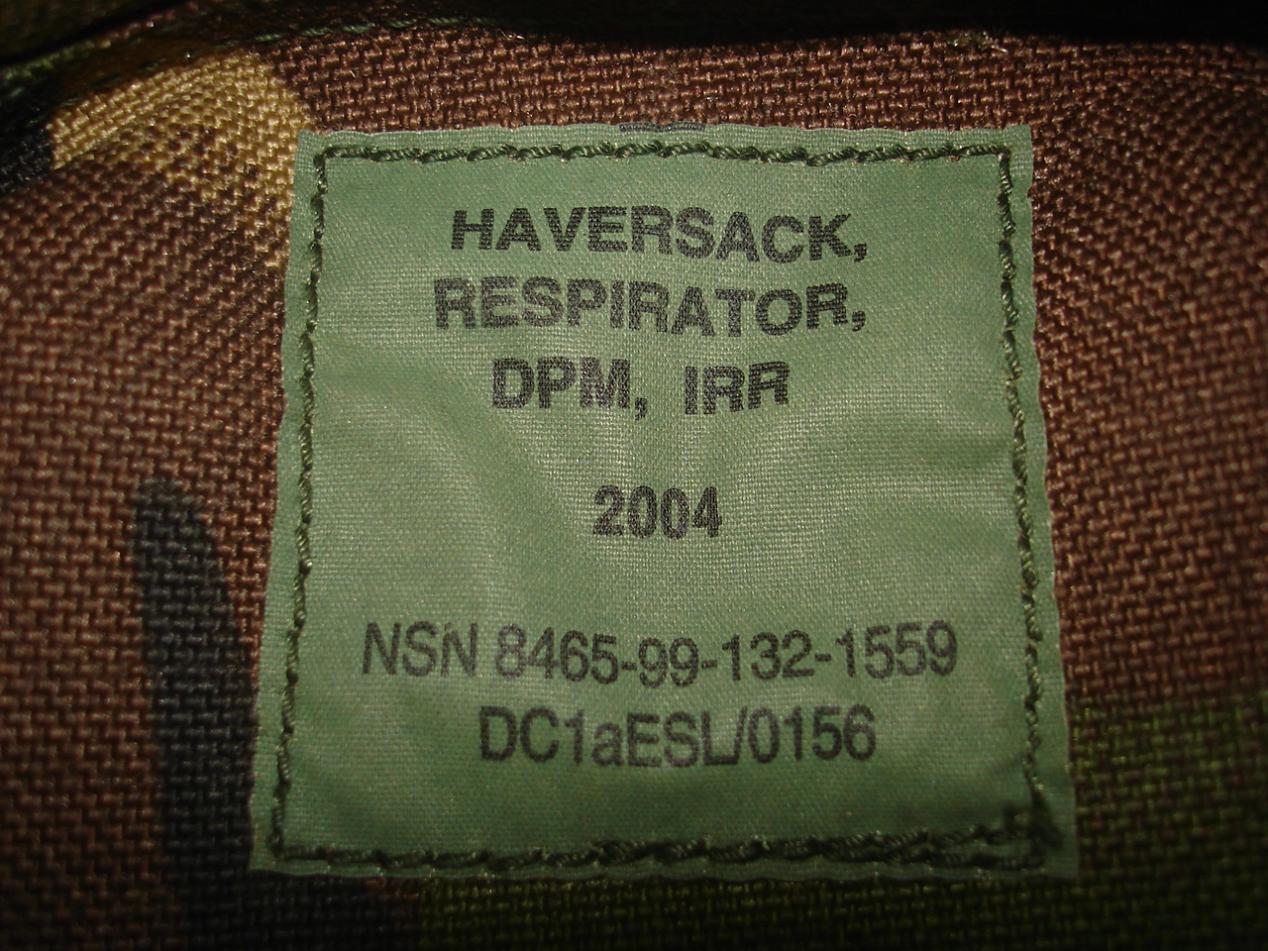 HAVERSACK,
RESPIRATOR,
DPM, IRR
2004
NSN 8465-99-132-1559
DC1aESL/0156